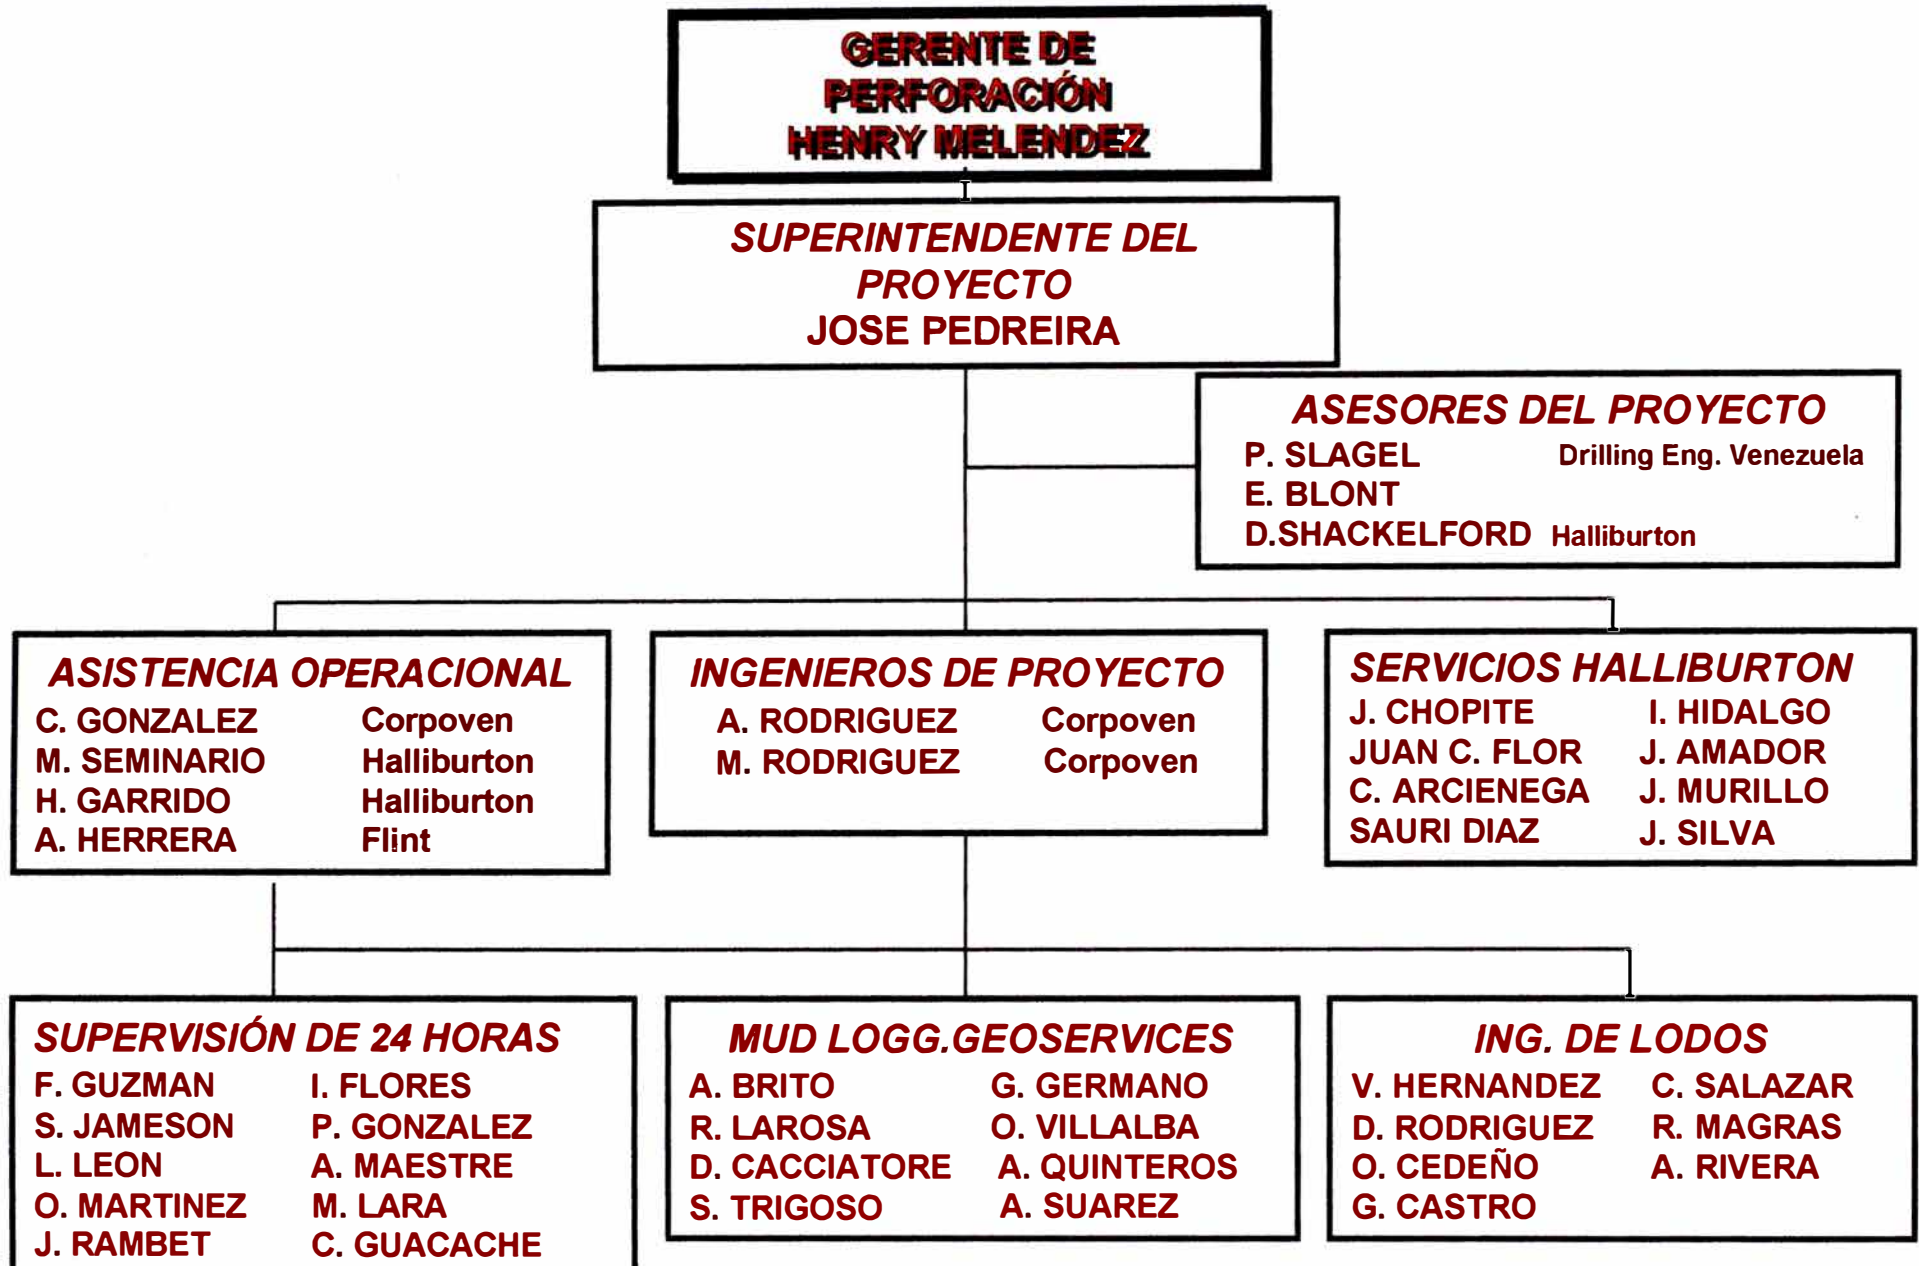 GERENTE DE
PERFORACIÓN
HENRY MELENDEZ
SUPERINTENDENTE DEL
PROYECTO
JOSE PEDREIRA
ASESORES DEL PROYECTO
P. SLAGEL Drilling Eng. Venezuela
E. BLONT
D.SHACKELFORD Halliburton
ASISTENCIA OPERACIONAL
C. GONZALEZ Corpoven
M. SEMINARIO Halliburton
H. GARRIDO Halliburton
A. HERRERA Flint
INGENIEROS DE PROYECTO
A. RODRIGUEZ Corpoven
M. RODRIGUEZ Corpoven
SERVICIOS HALLIBURTON
J. CHOPITE I. HIDALGO
JUAN C. FLOR J. AMADOR
C. ARCIENEGA J. MURILLO
SAURI DIAZ J. SILVA
SUPERVISIÓN DE 24 HORAS
F. GUZMAN I. FLORES
S. JAMESON P. GONZALEZ
L. LEON A. MAESTRE
O. MARTINEZ M. LARA
J. RAMBET C. GUACACHE
MUD LOGG.GEOSERVICES
A. BRITO G. GERMANO
R. LAROSA O. VILLALBA
D. CACCIATORE A. QUINTEROS
S. TRIGOSO A. SUAREZ
ING. DE LODOS
V. HERNANDEZ C. SALAZAR
D. RODRIGUEZ R. MAGRAS
O. CEDEÑO A. RIVERA
G. CASTRO